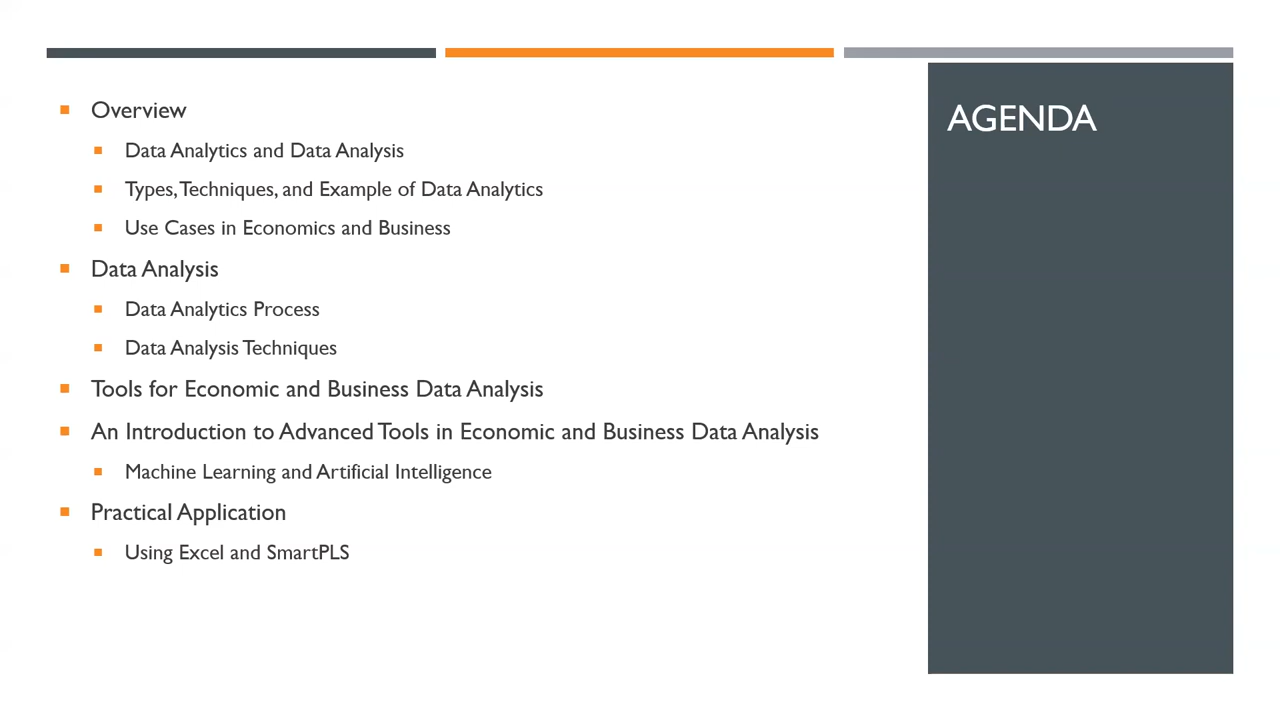 AGENDA
Overview
Data Analytics and Data Analysis
Types, Techniques, and Example of Data Analytics
Use Cases in Economics and Business
Data Analysis
Data Analytics Process
Data Analysis Techniques
Tools for Economic and Business Data Analysis
An Introduction to Advanced Tools in Economic and Business Data Analysis
Machine Learning and Artificial Intelligence
Practical Application
Using Excel and SmartPLS